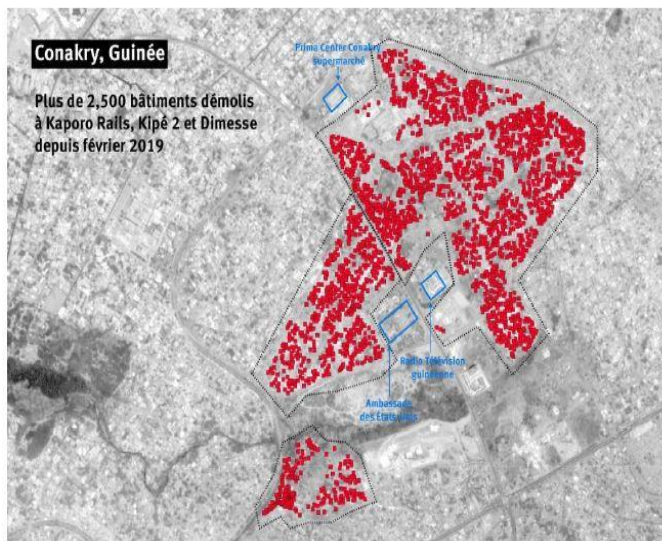 Conakry, Guinée
Plus de 2,500 bâtiments démolis
à Kaporo Rails, Kipé 2 et Dimesse
depuis février 2019
Prima Center Conakry
supermarché
Radio Télévision
guinéenne
Ambassade
des États-Unis